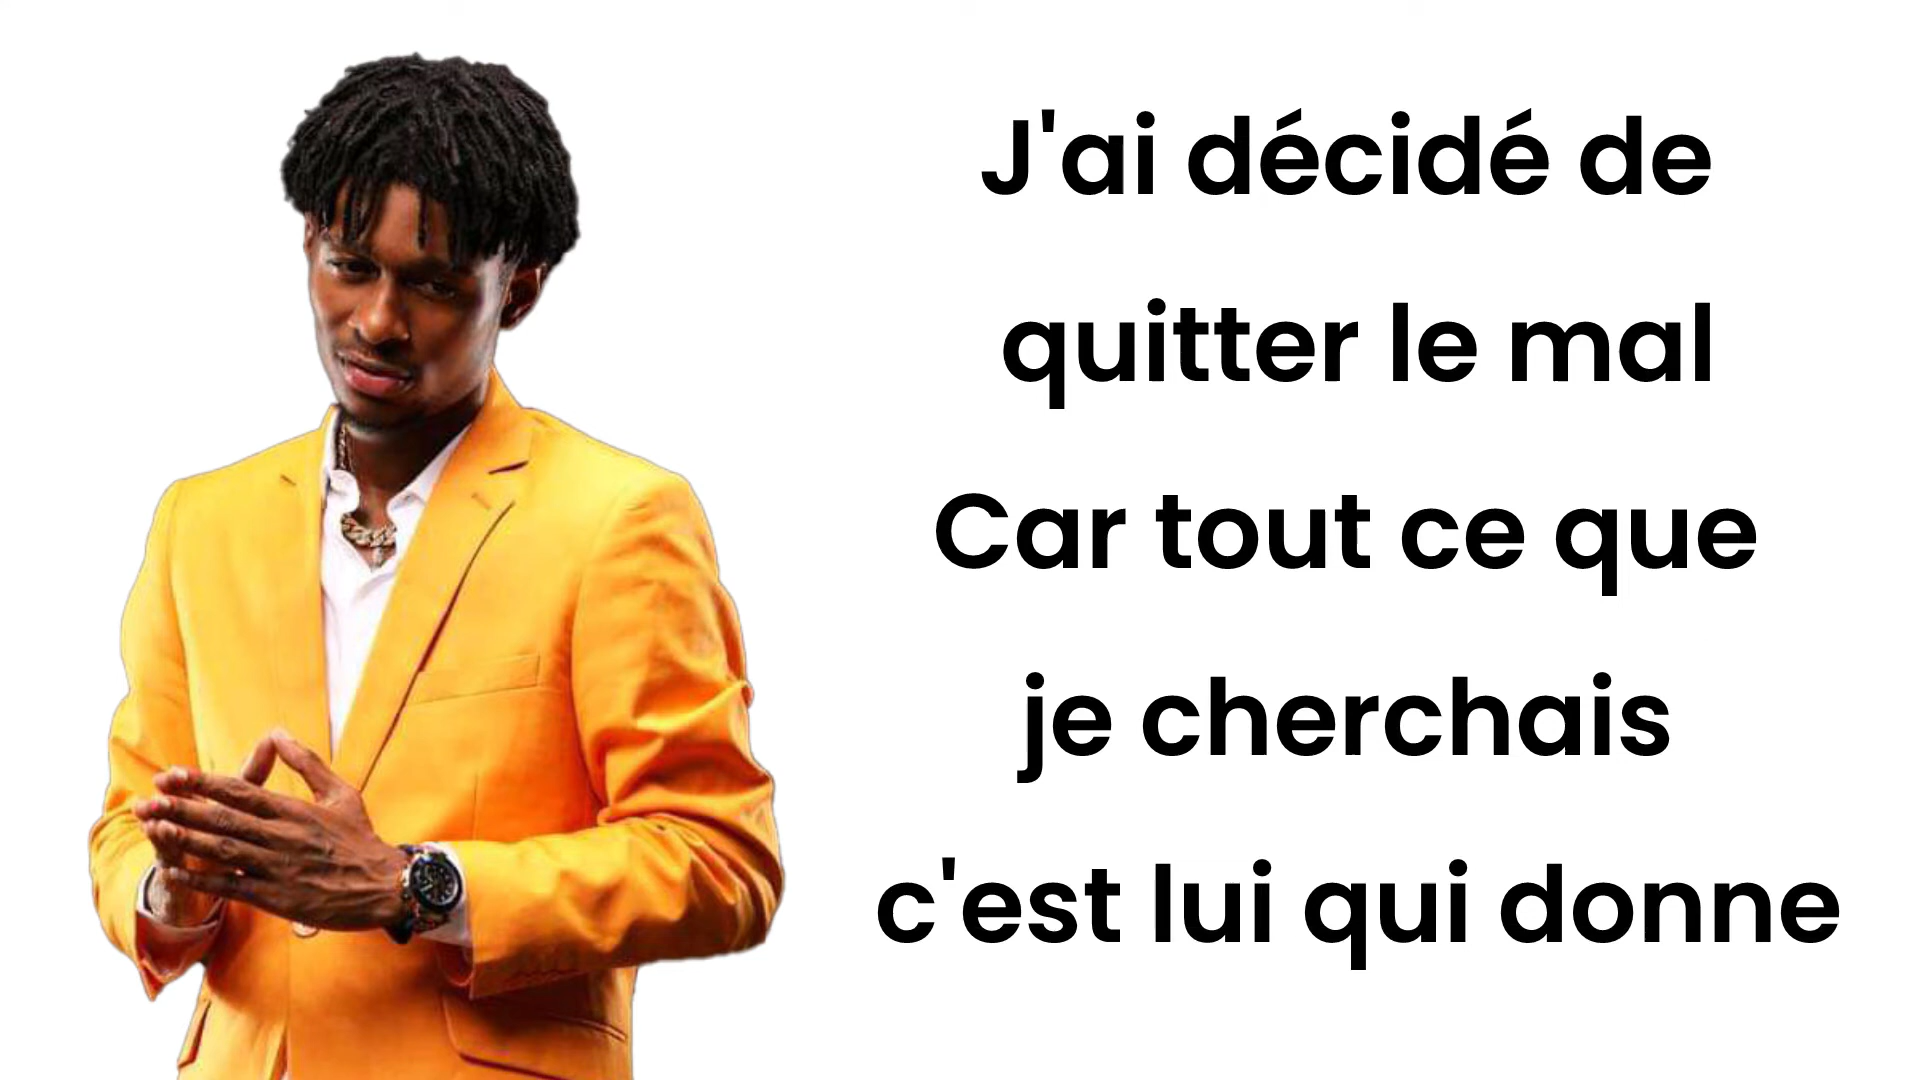 J'ai décidé de
quitter le mal
Car tout ce que
je cherchais
c'est lui qui donne